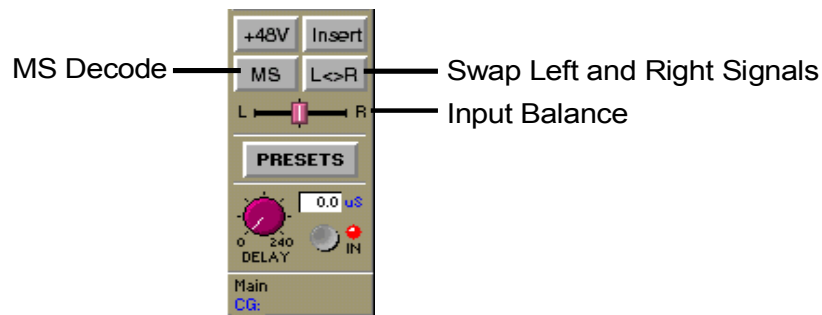 +48V Insert
MS Decode MS L<>R Swap Left and Right Signals
L R Input Balance
PRESETS
0.0 uS
0 240 IN
DELAY
Main
CG: